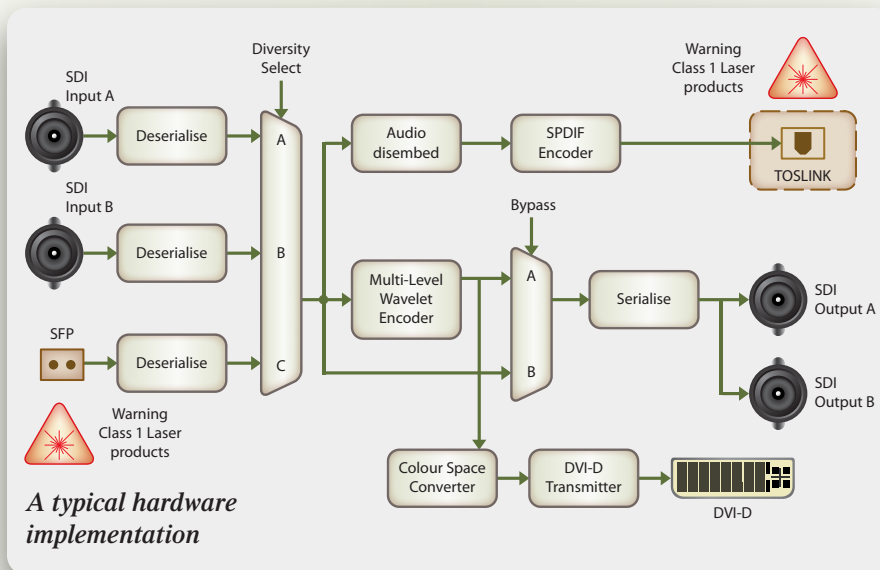 Diversity
Select
Warning
Class 1 Laser
products
SDI
Input A
Deserialise
A
Audio
disembed
SPDIF
Encoder
TOSLINK
SDI
Input B
Deserialise
B
Bypass
Multi-Level
Wavelet
Encoder
A
Serialise
SDI
Output A
SFP
Deserialise
C
B
SDI
Output B
Warning
Class 1 Laser
products
Colour Space
Converter
DVI-D
Transmitter
DVI-D
A typical hardware
implementation